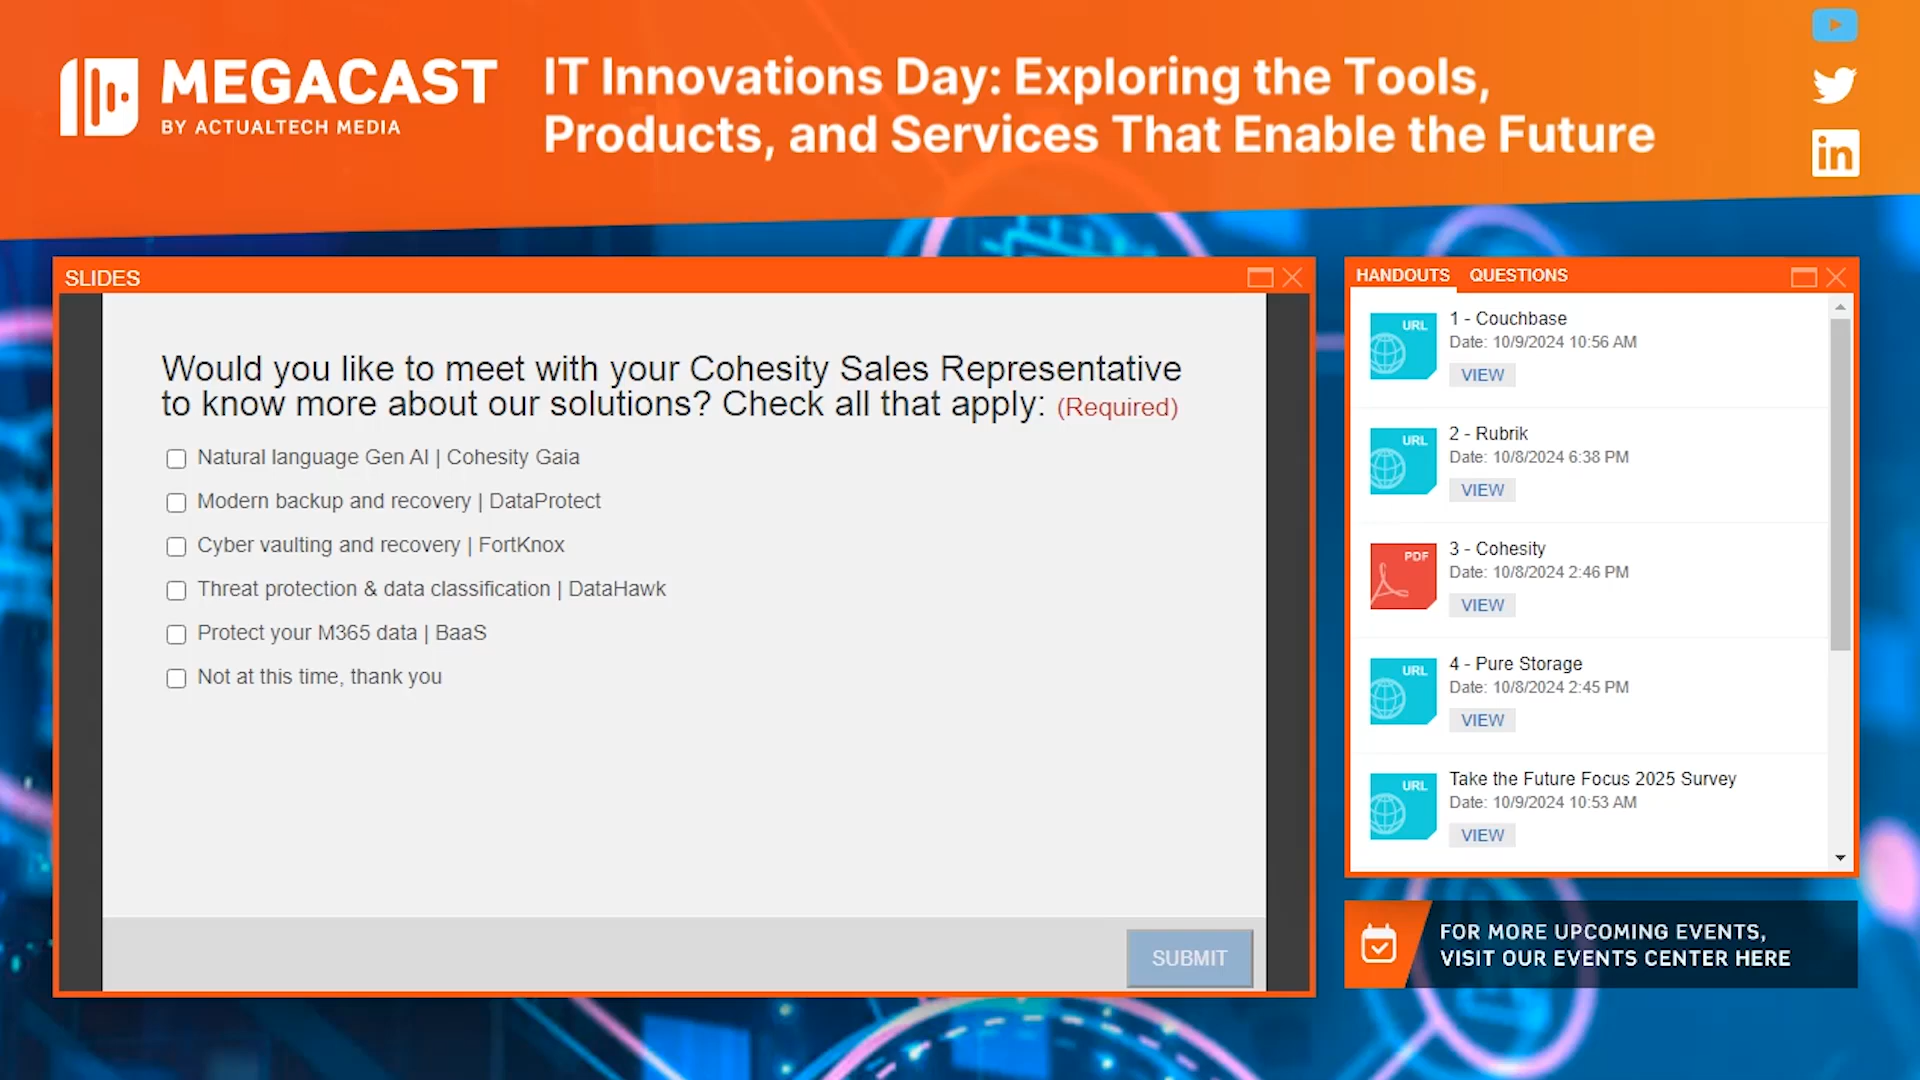 MEGACAST
BY ACTUALTECH MEDIA
IT Innovations Day: Exploring the Tools,
Products, and Services That Enable the Future
in
SLIDES
Would you like to meet with your Cohesity Sales Representative
to know more about our solutions? Check all that apply: (Required)
Natural language Gen AI | Cohesity Gaia
Modern backup and recovery | DataProtect
Cyber vaulting and recovery | FortKnox
Threat protection & data classification | DataHawk
Protect your M365 data | BaaS
Not at this time, thank you
SUBMIT
HANDOUTS QUESTIONS
URL
1 - Couchbase
Date: 10/9/2024 10:56 AM
VIEW
URL
2 - Rubrik
Date: 10/8/2024 6:38 PM
VIEW
PDF
3 - Cohesity
Date: 10/8/2024 2:46 PM
VIEW
URL
4 - Pure Storage
Date: 10/8/2024 2:45 PM
VIEW
URL
Take the Future Focus 2025 Survey
Date: 10/9/2024 10:53 AM
VIEW
FOR MORE UPCOMING EVENTS,
VISIT OUR EVENTS CENTER HERE